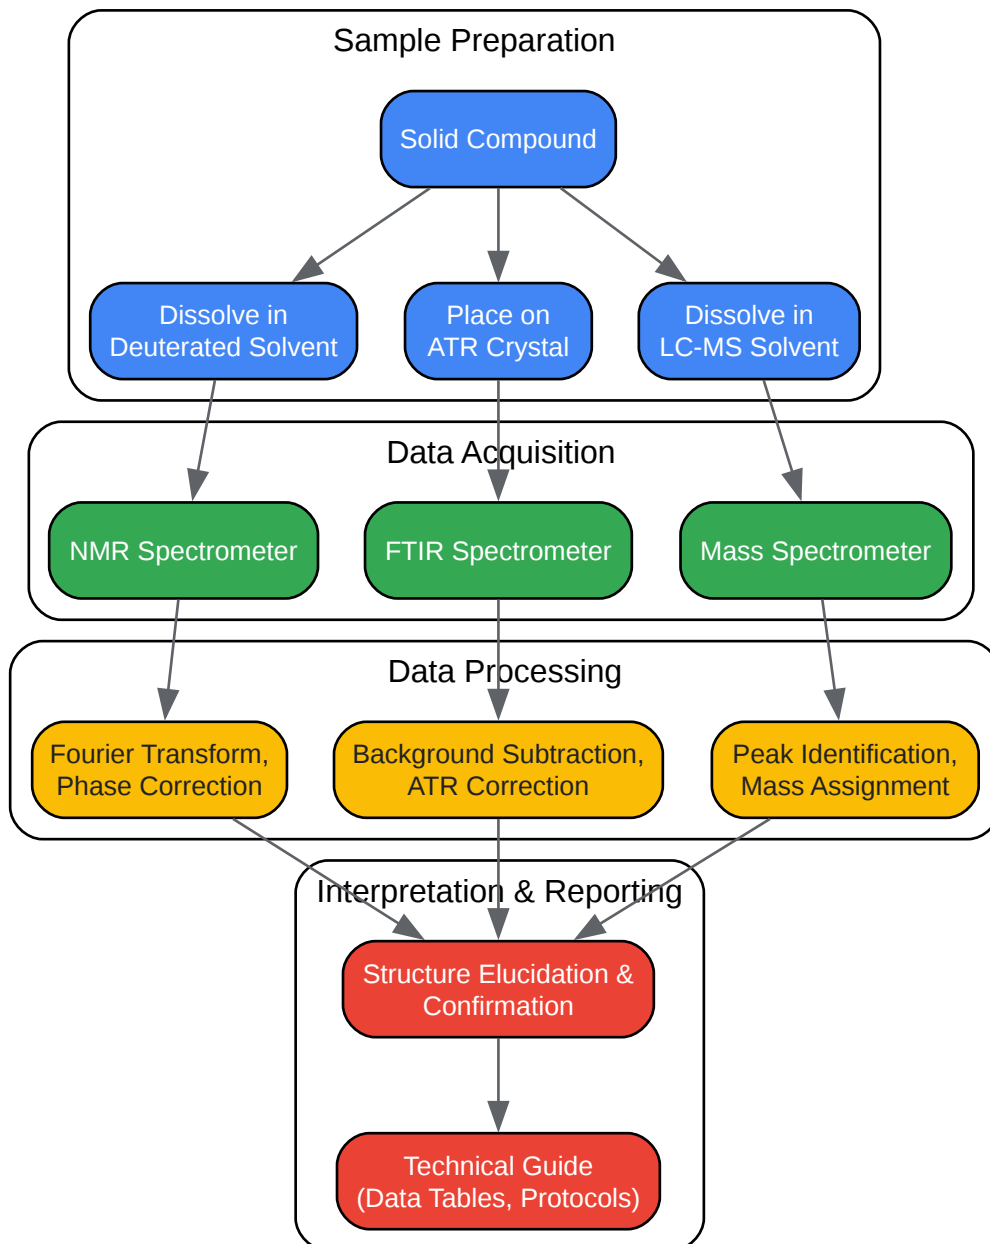 Sample Preparation
Solid Compound
Dissolve in
Deuterated Solvent
Place on
ATR Crystal
Dissolve in
LC-MS Solvent
Data Acquisition
NMR Spectrometer
FTIR Spectrometer
Mass Spectrometer
Data Processing
Fourier Transform,
Phase Correction
Background Subtraction,
ATR Correction
Peak Identification,
Mass Assignment
Interpretation & Reporting
Structure Elucidation &
Confirmation
Technical Guide
(Data Tables, Protocols)